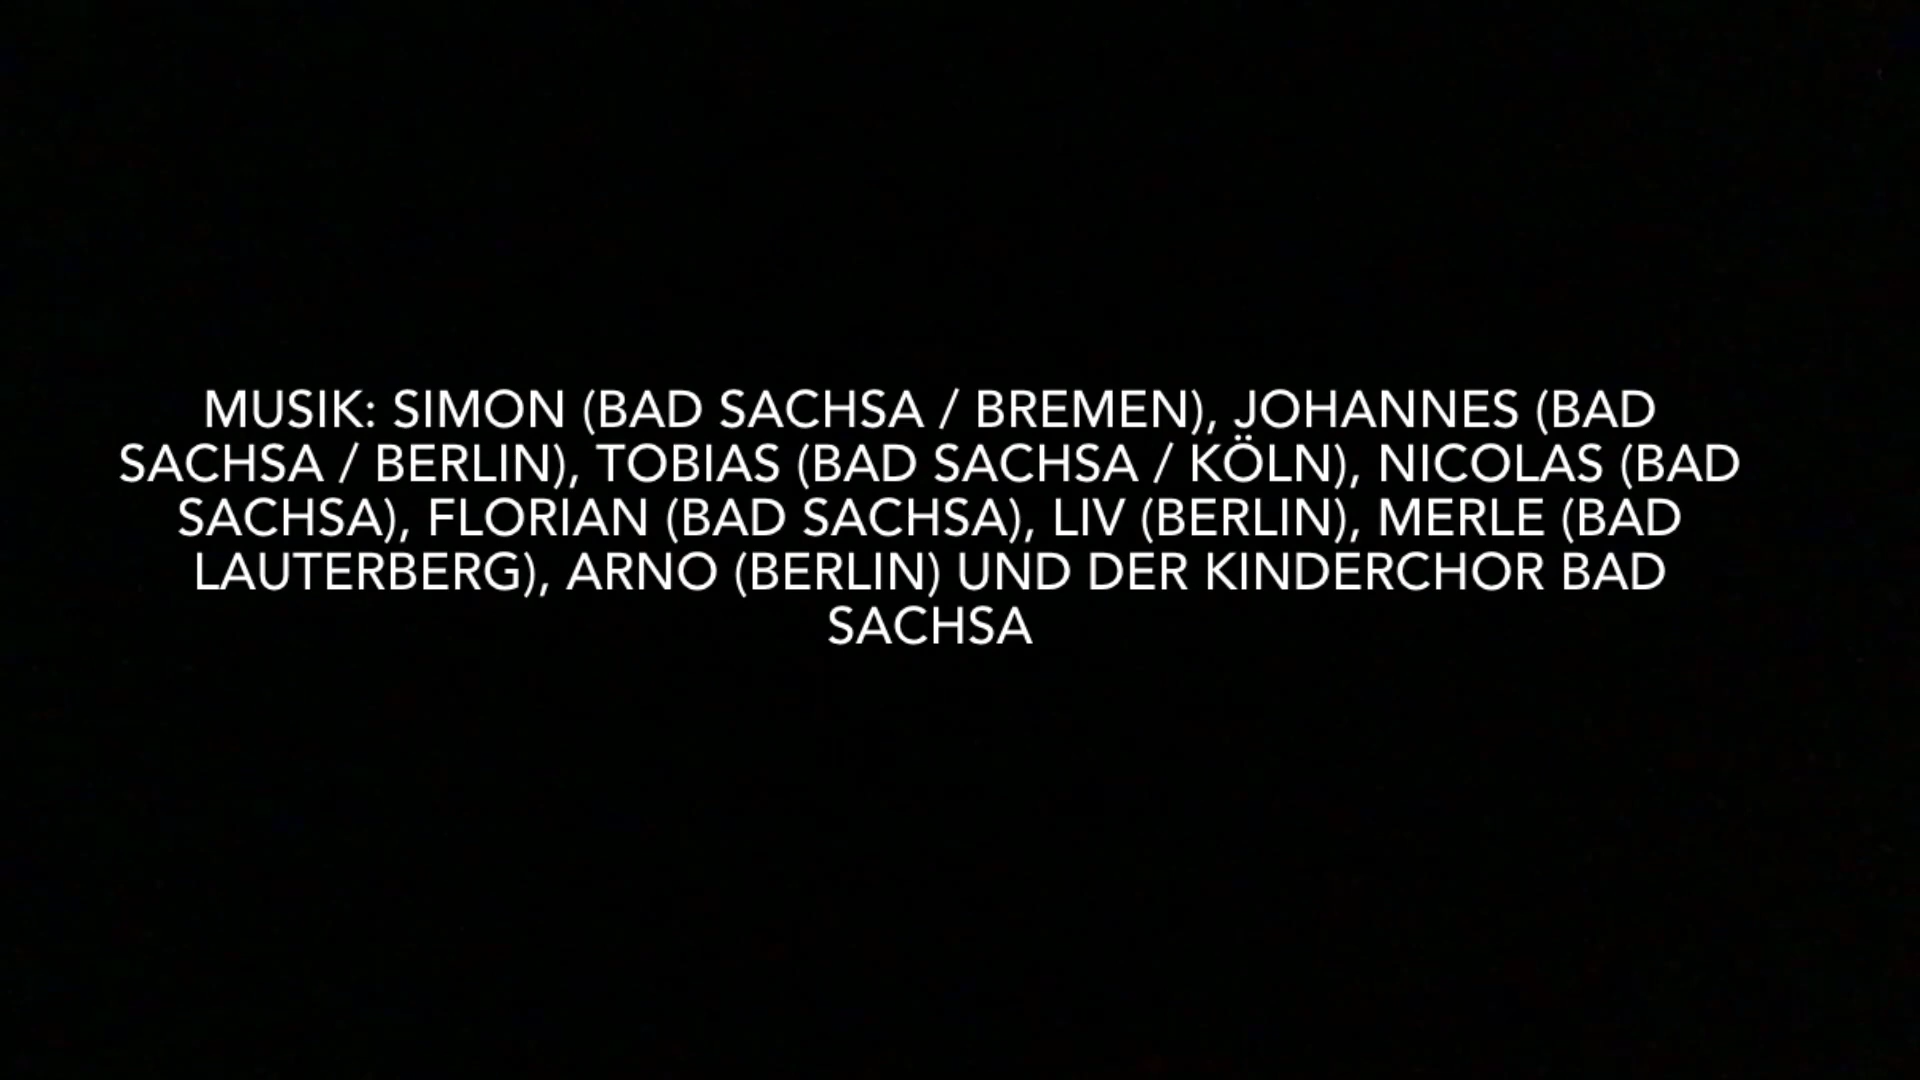 MUSIK: SIMON (BAD SACHSA / BREMEN), JOHANNES (BAD
SACHSA / BERLIN), TOBIAS (BAD SACHSA / KÖLN), NICOLAS (BAD
SACHSA), FLORIAN (BAD SACHSA), LIV (BERLIN), MERLE (BAD
LAUTERBERG), ARNO (BERLIN) UND DER KINDERCHOR BAD
SACHSA